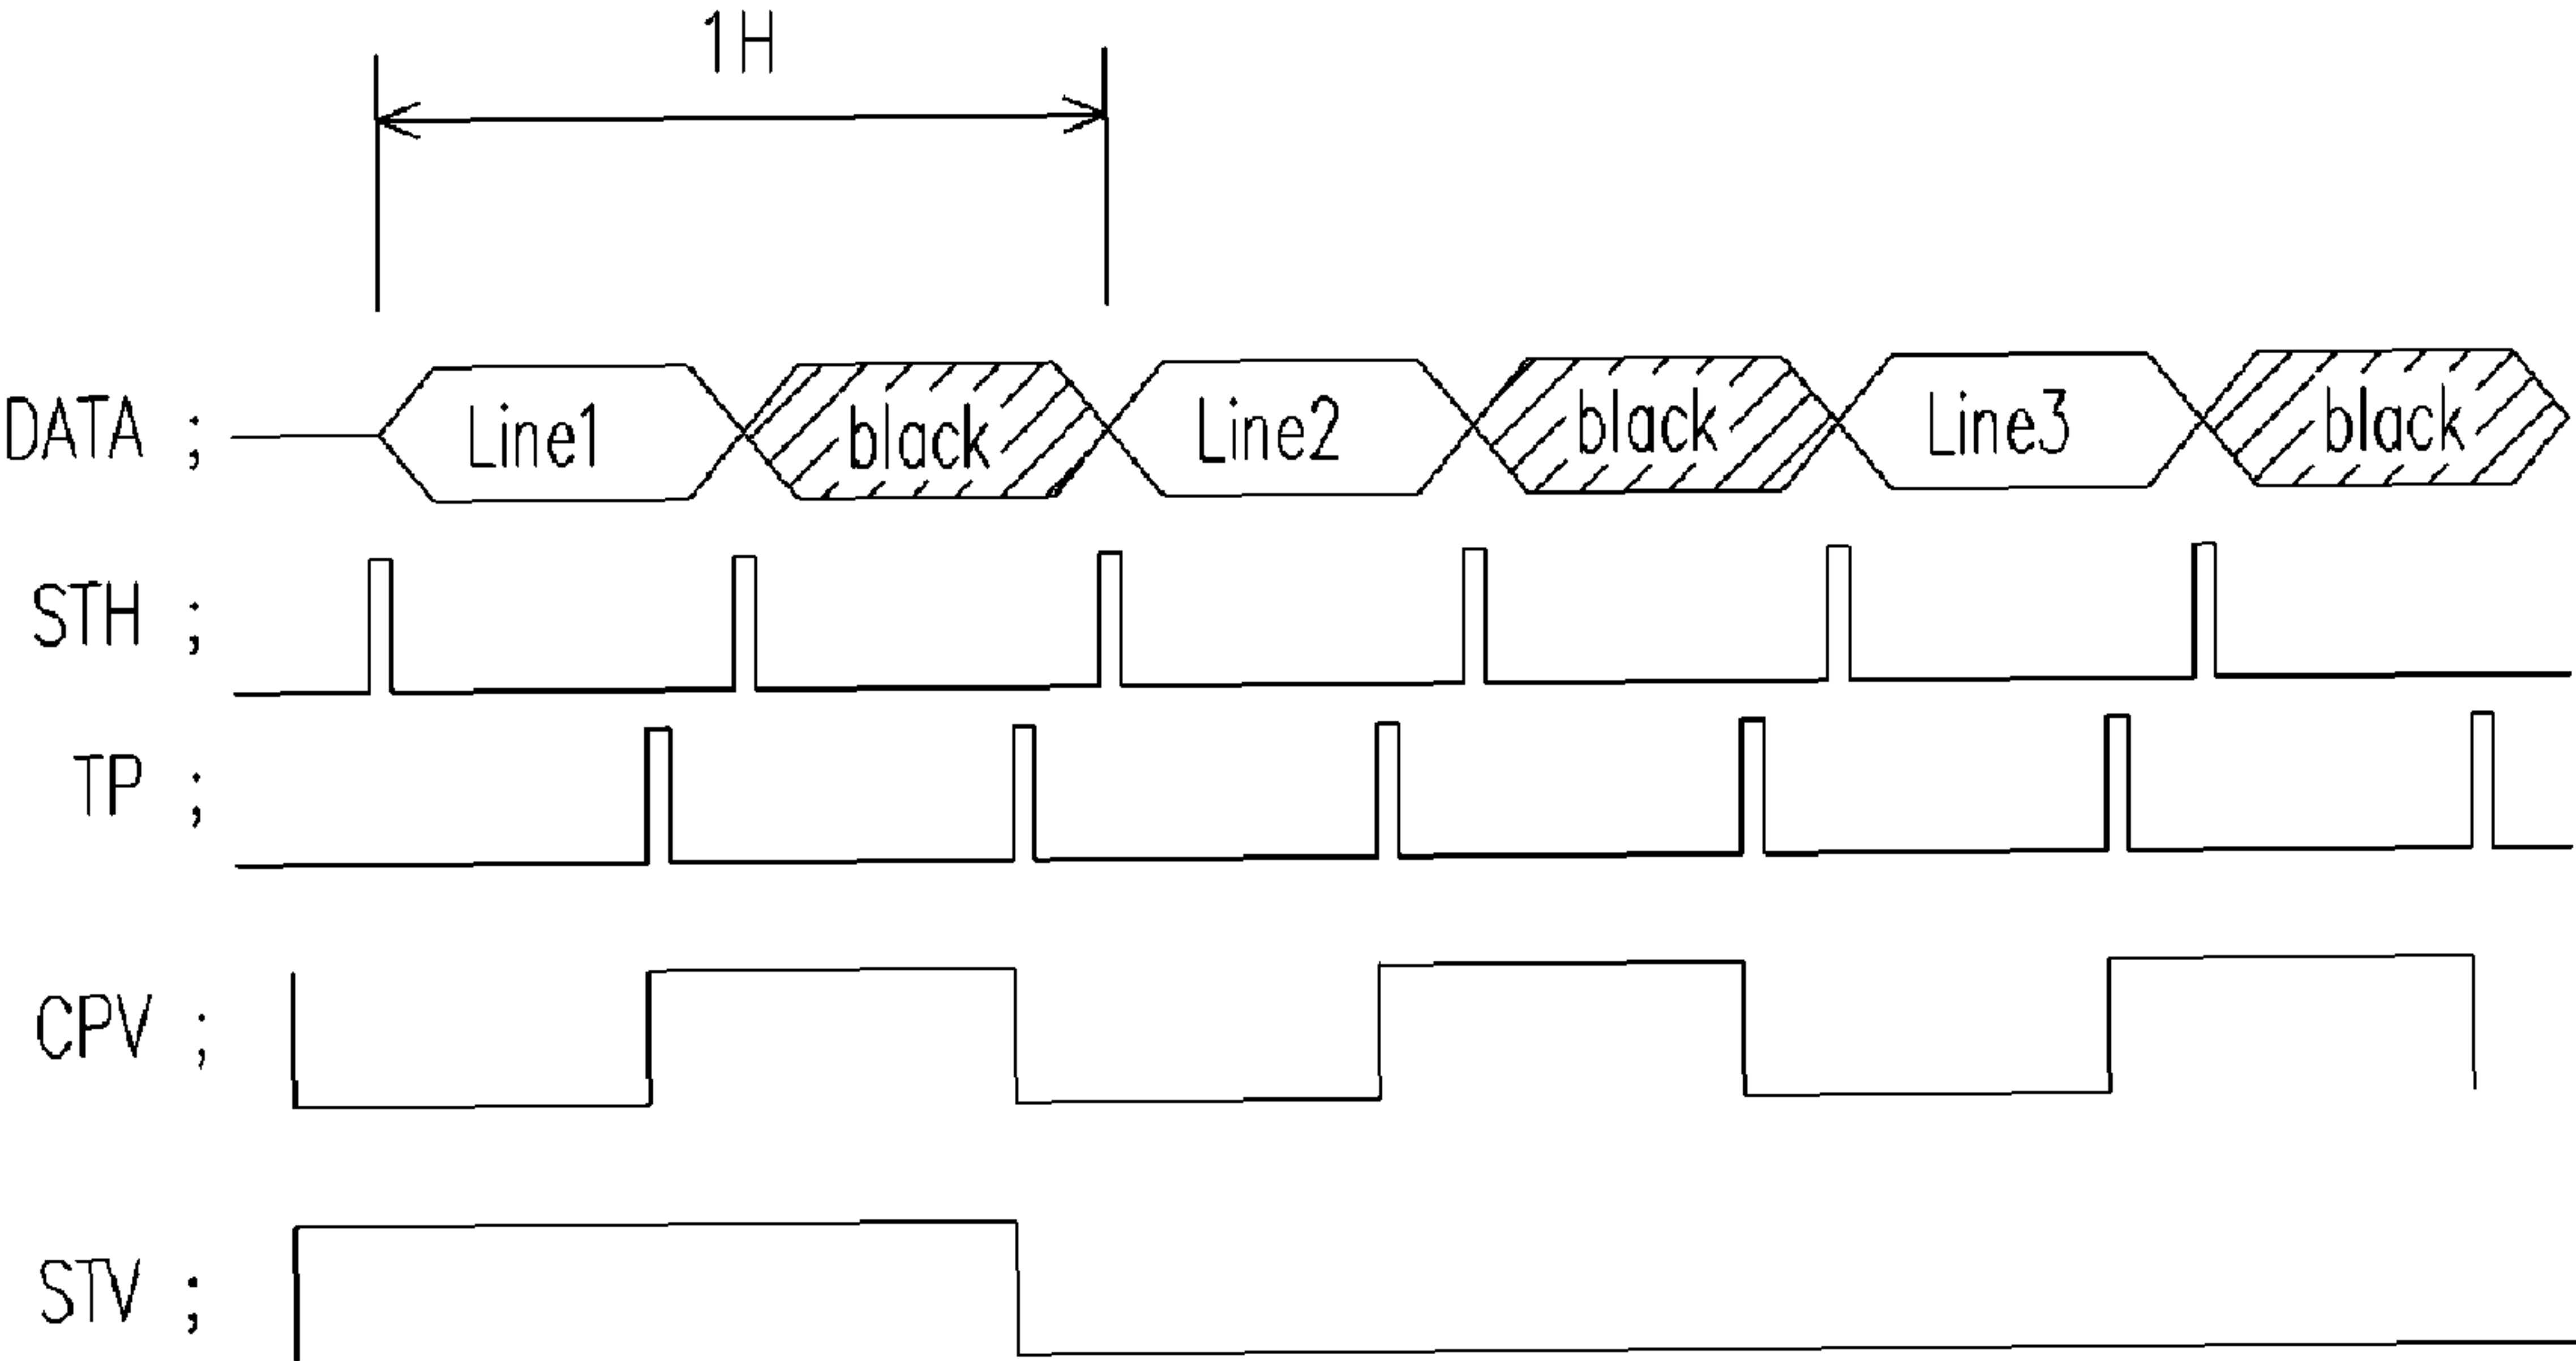 1H
DATA ; Line1 black Line2 black Line3 black
STH ;
TP ;
CPV ;
STV ;